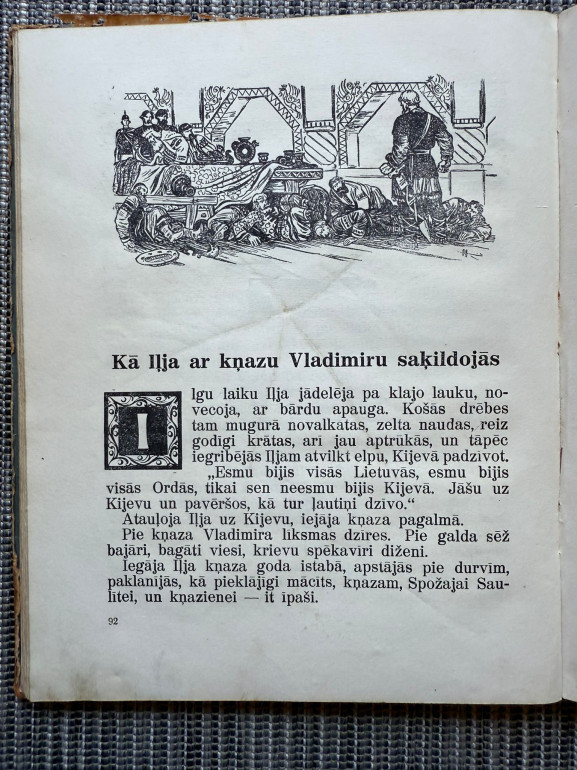 Kā Iļja ar kņazu Vladimiru saķildojās
Ilgu laiku Iļja jādelēja pa klajo lauku, no-
vecoja, ar bārdu apauga. Košās drēbes
tam mugurā novalkatas, zelta naudas, reiz
godīgi krātas, arī jau aptrūkās, un tāpēc
iegribējās Iļjam atvilkt elpu, Kijevā padzīvot.
„Esmu bijis visās Lietuvās, esmu bijis
visās Ordās, tikai sen neesmu bijis Kijevā. Jāšu uz
Kijevu un pavēršos, kā tur ļautiņi dzīvo.“
Atauļoja Iļja uz Kijevu, iejāja kņaza pagalmā.
Pie kņaza Vladimira līksmas dzīres. Pie galda sēž
bajāri, bagāti viesi, krievu spēkavīri diženi.
Iegāja Iļja kņaza goda istabā, apstājās pie durvīm,
paklanījās, kā pieklājīgi mācīts, kņazam, Spožajai Sau-
lītei, un kņazienei — it īpaši.
92